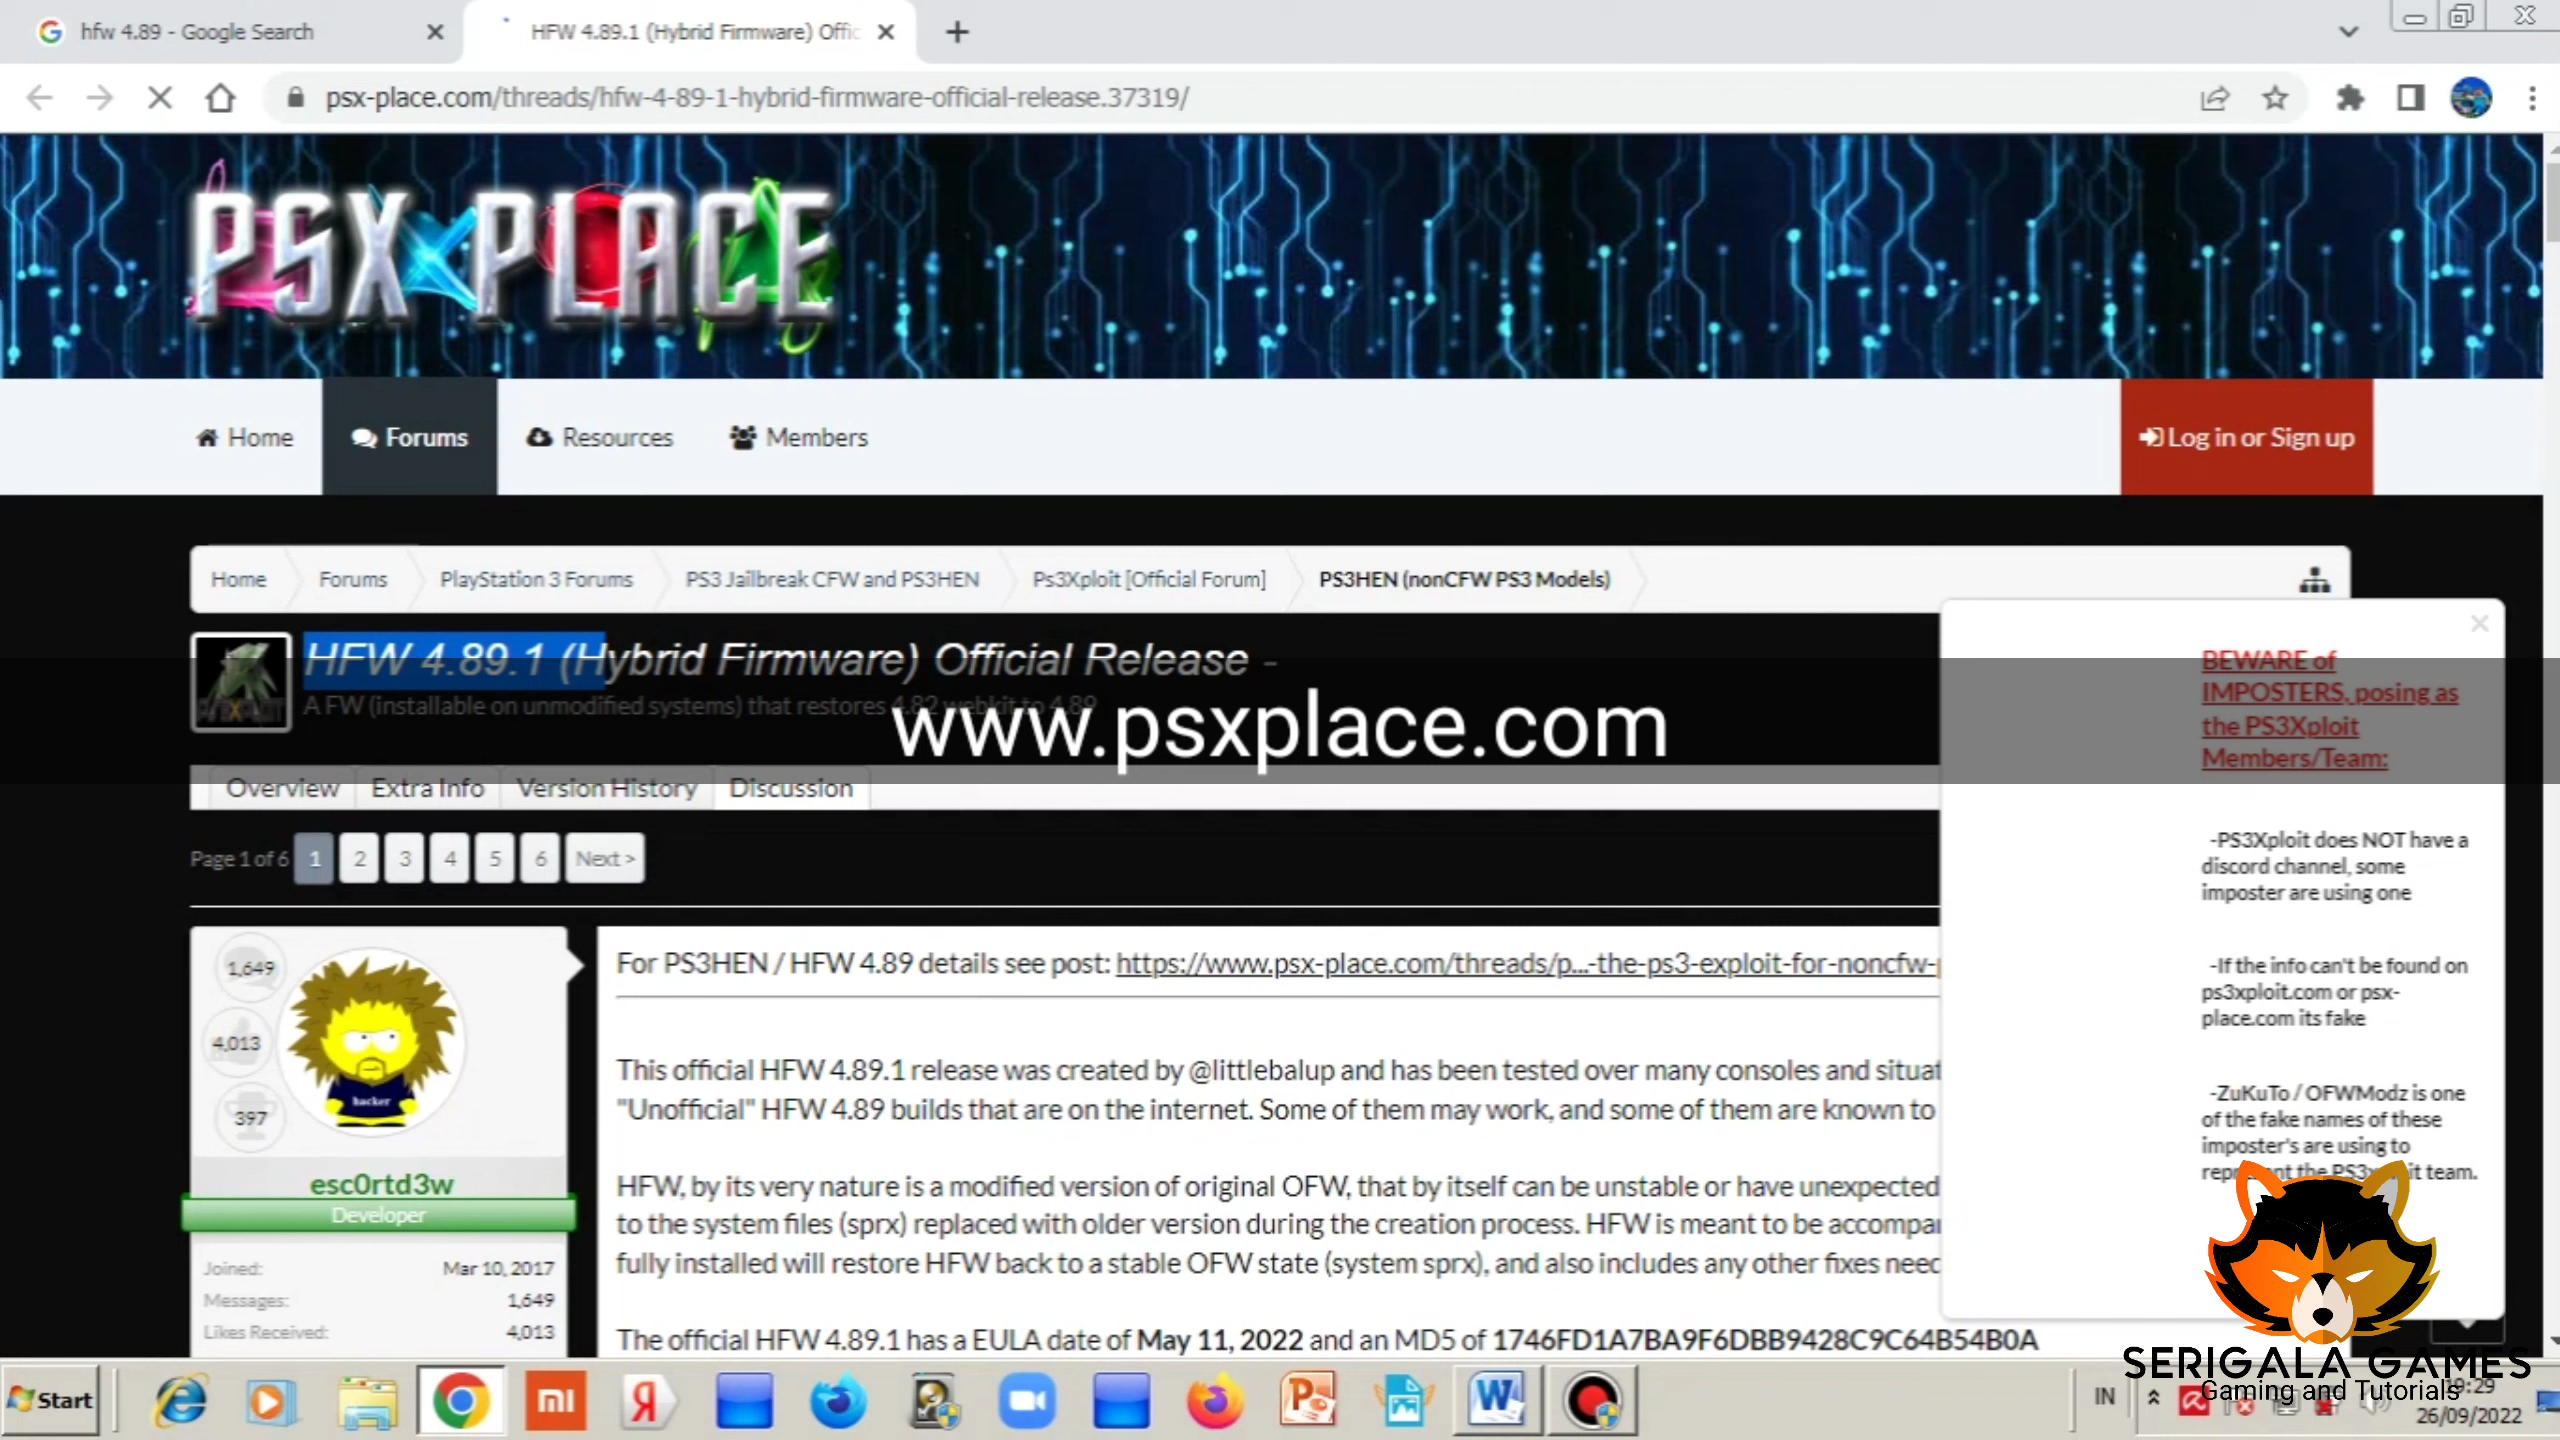 hfw 4.89 - Google Search
HFW 4.89.1 (Hybrid Firmware) Offic
psx-place.com/threads/hfw-4-89-1-hybrid-firmware-official-release.37319/
PSX PLACE
Home
Forums
Resources
Members
Log in or Sign up
Home
Forums
PlayStation 3 Forums
PS3 Jailbreak CFW and PS3HEN
Ps3Xploit [Official Forum]
PS3HEN (nonCFW PS3 Models)
HFW 4.89.1 (Hybrid Firmware) Official Release -
A FW (installable on unmodified systems) that restores 4.82 webkit to 4.89
www.psxplace.com
Overview
Extra Info
Version History
Discussion
Page 1 of 6
1
2
3
4
5
6
Next >
1,649
4,013
397
hacker
esc0rtd3w
Developer
Joined:
Mar 10, 2017
Messages:
1,649
Likes Received:
4,013
For PS3HEN / HFW 4.89 details see post: https://www.psx-place.com/threads/p...-the-ps3-exploit-for-noncfw-
This official HFW 4.89.1 release was created by @littlebalup and has been tested over many consoles and situat
"Unofficial" HFW 4.89 builds that are on the internet. Some of them may work, and some of them are known to
HFW, by its very nature is a modified version of original OFW, that by itself can be unstable or have unexpected
to the system files (sprx) replaced with older version during the creation process. HFW is meant to be accompa
fully installed will restore HFW back to a stable OFW state (system sprx), and also includes any other fixes neec
The official HFW 4.89.1 has a EULA date of May 11, 2022 and an MD5 of 1746FD1A7BA9F6DBB9428C9C64B54B0A
BEWARE of
IMPOSTERS, posing as
the PS3Xploit
Members/Team:
-PS3Xploit does NOT have a
discord channel, some
imposter are using one
-If the info can't be found on
ps3xploit.com or psx-
place.com its fake
-ZuKuTo / OFWModz is one
of the fake names of these
imposter's are using to
the it team.
SERIGALA GAMES
Gaming and Tutorials
Start
IN
19:29
26/09/2022